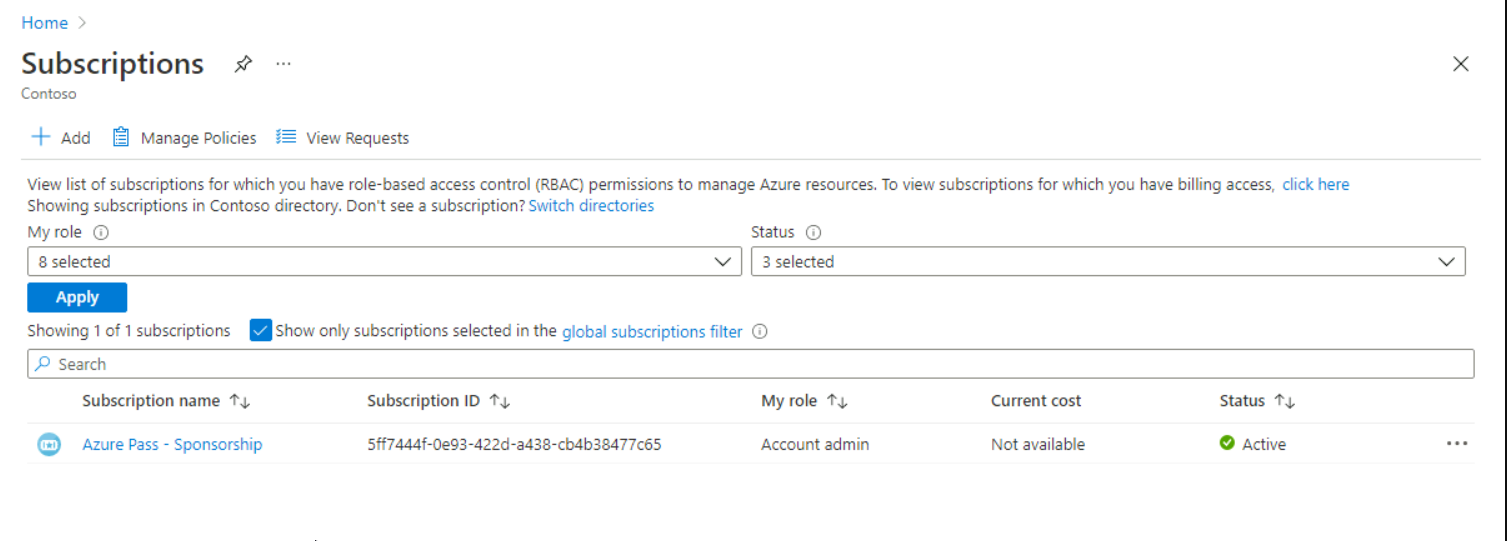 Home >
Subscriptions ...
Contoso
+ Add Manage Policies View Requests
View list of subscriptions for which you have role-based access control (RBAC) permissions to manage Azure resources. To view subscriptions for which you have billing access, click here
Showing subscriptions in Contoso directory. Don't see a subscription? Switch directories
My role Status
8 selected 3 selected
Apply
Showing 1 of 1 subscriptions Show only subscriptions selected in the global subscriptions filter
Search
Subscription name ↑↓ Subscription ID ↑↓ My role ↑↓ Current cost Status ↑↓
Azure Pass - Sponsorship 5ff7444f-0e93-422d-a438-cb4b38477c65 Account admin Not available Active ...